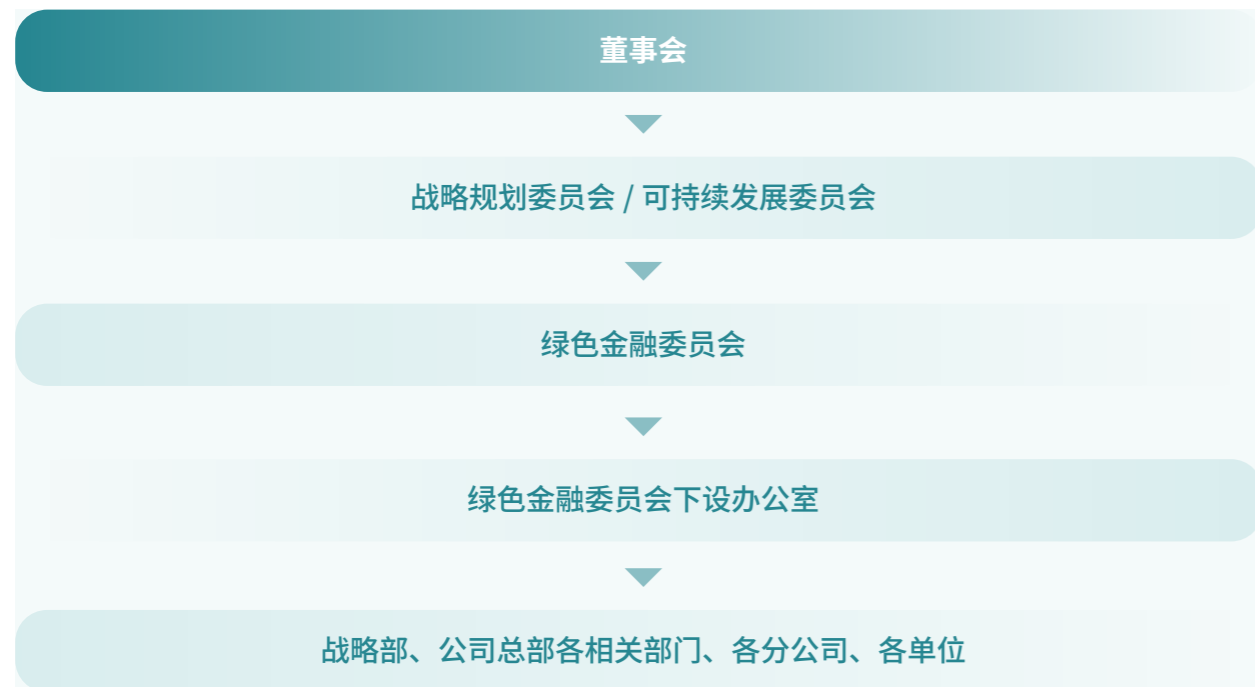 董事会
战略规划委员会 / 可持续发展委员会
绿色金融委员会
绿色金融委员会下设办公室
战略部、公司总部各相关部门、各分公司、各单位